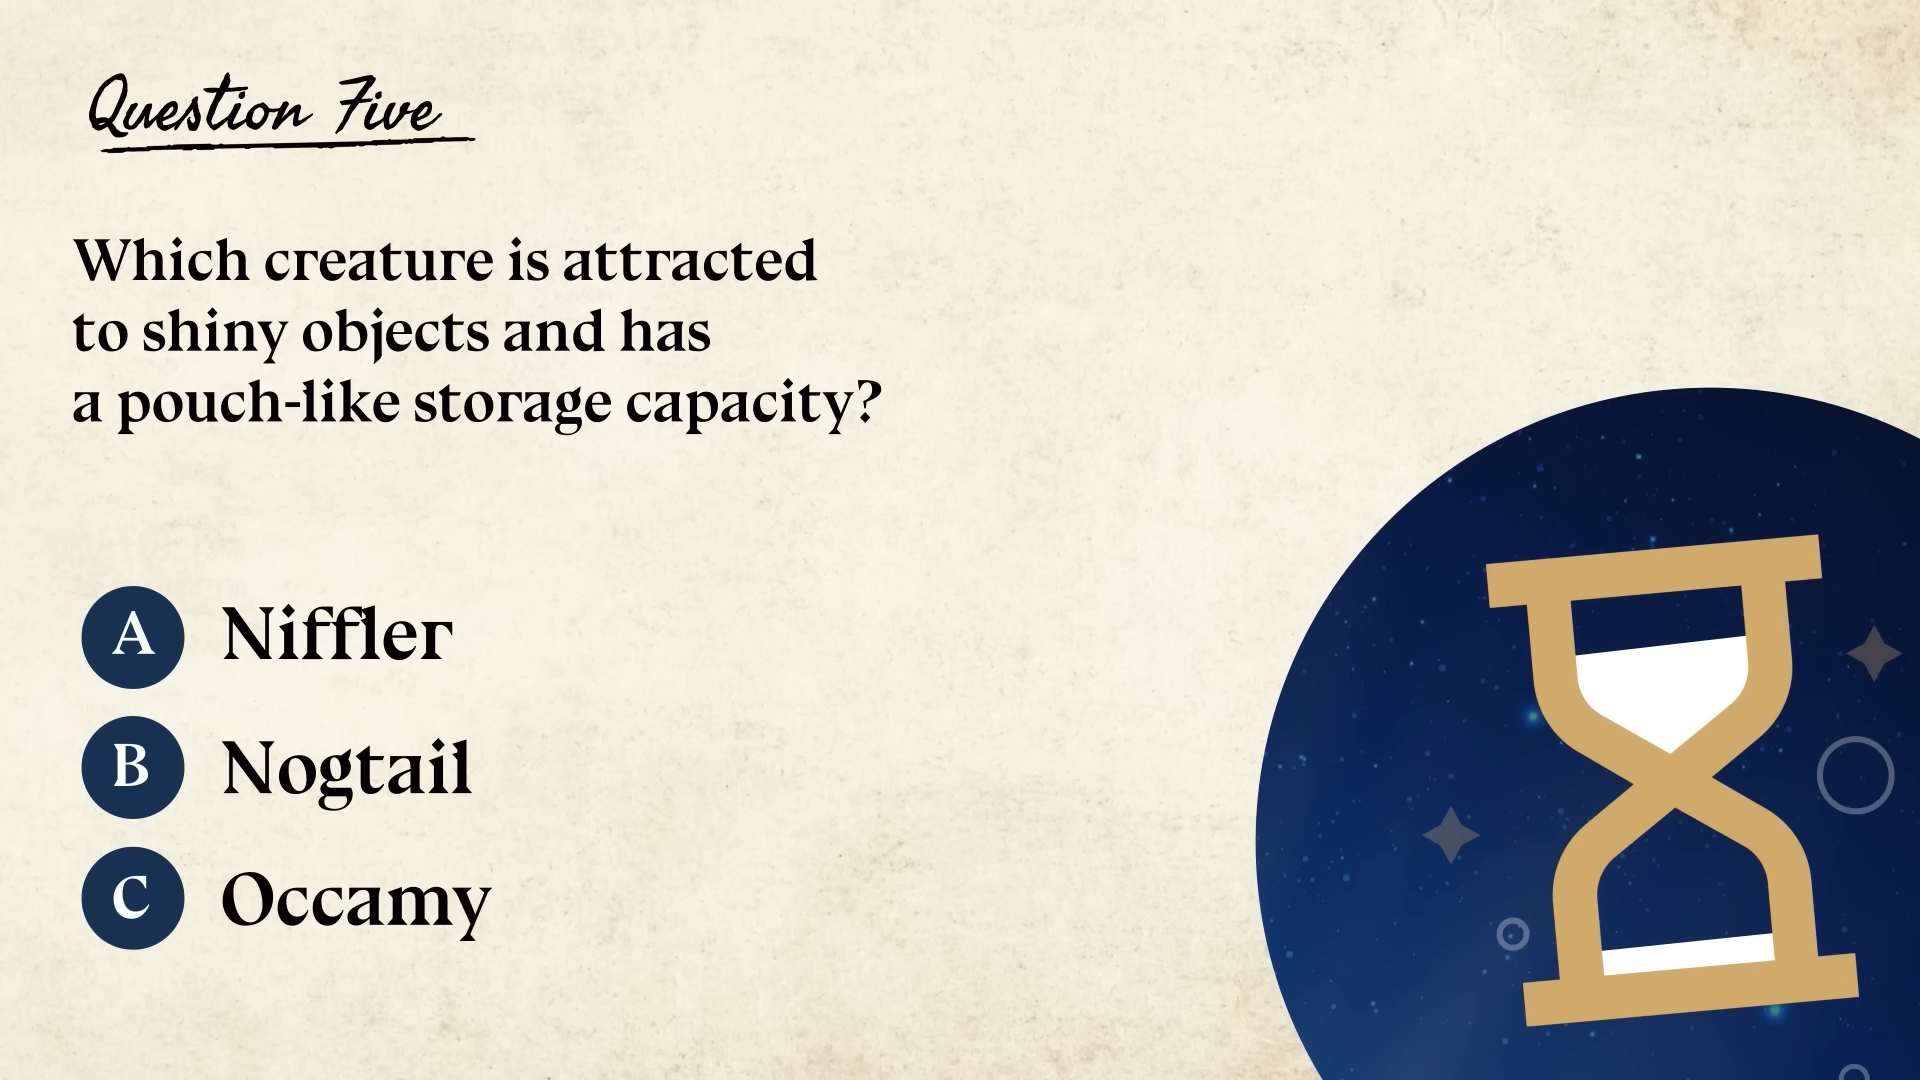 Question Five
Which creature is attracted
to shiny objects and has
a pouch-like storage capacity?
A Niffler
B Nogtail
C Occamy